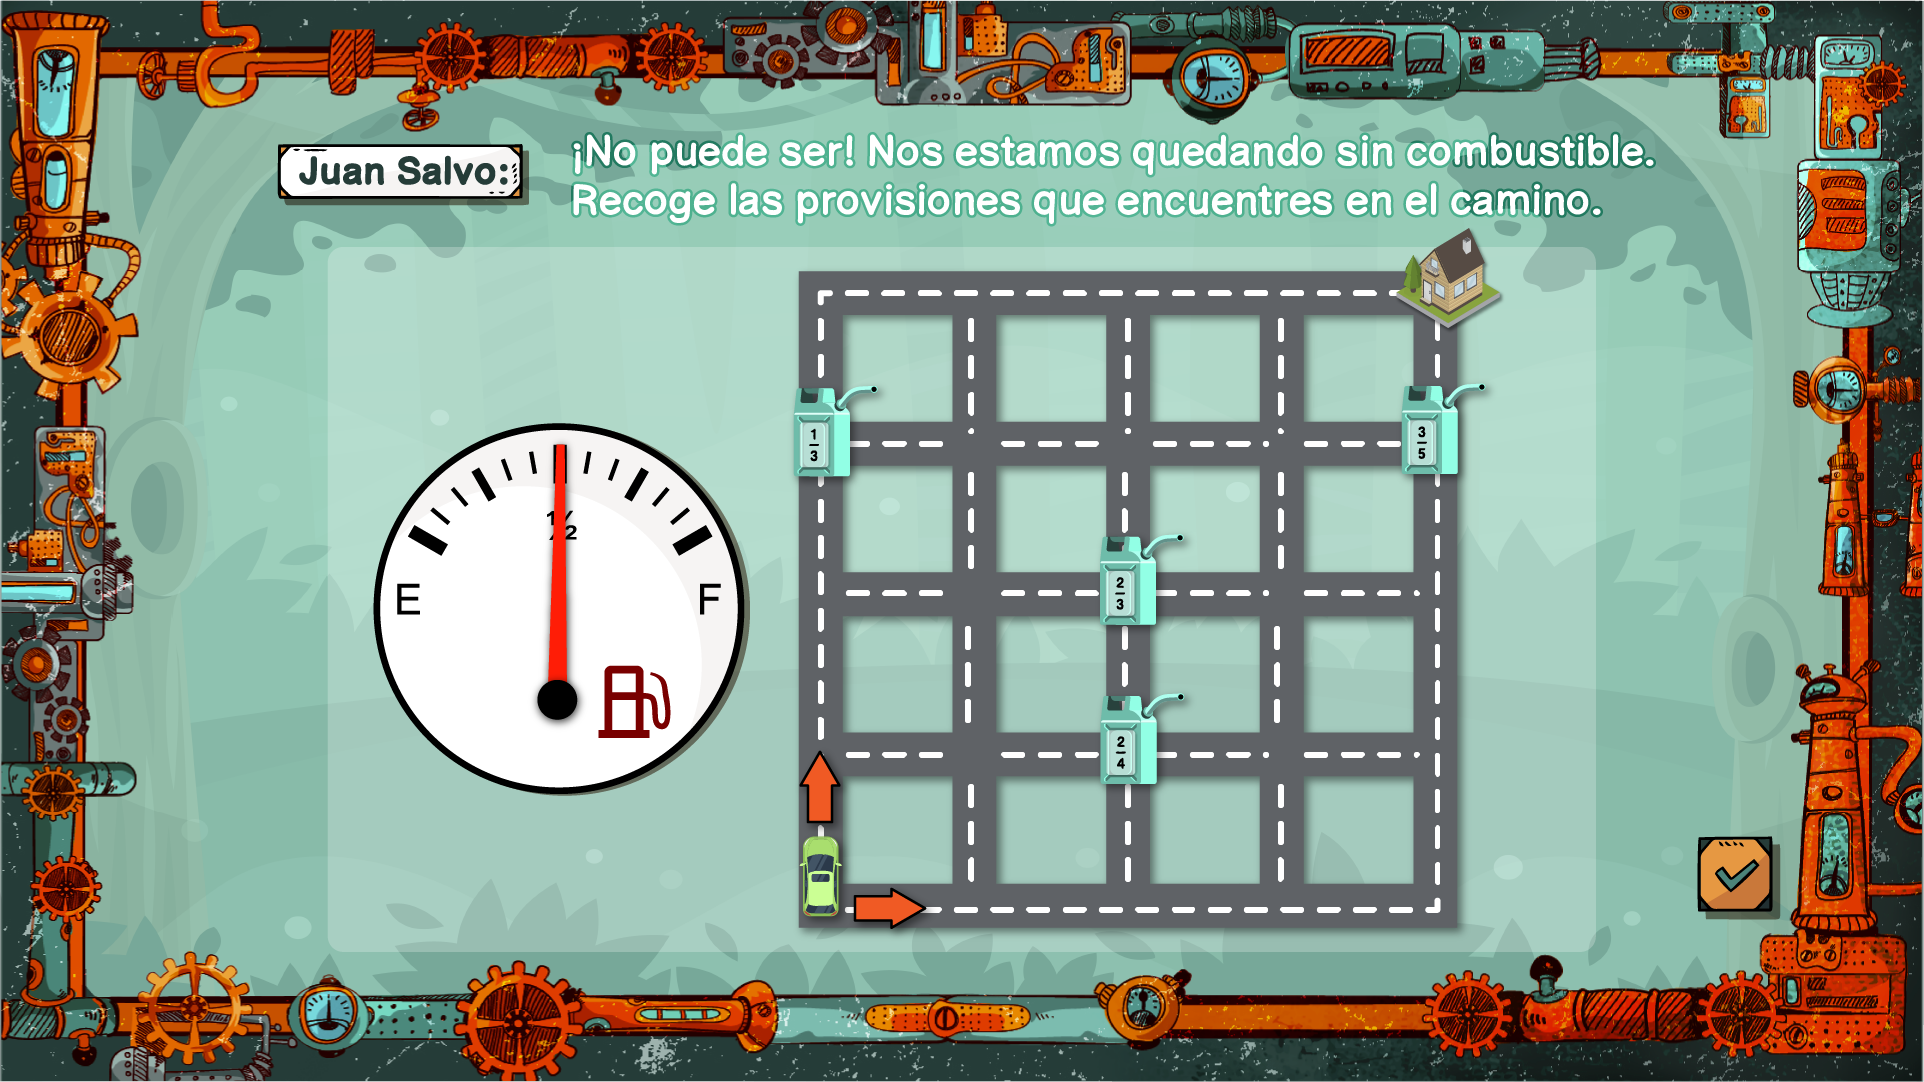 Juan Salvo:
¡No puede ser! Nos estamos quedando sin combustible.
Recoge las provisiones que encuentres en el camino.
1/3
3/5
½
2/3
E
F
2/4